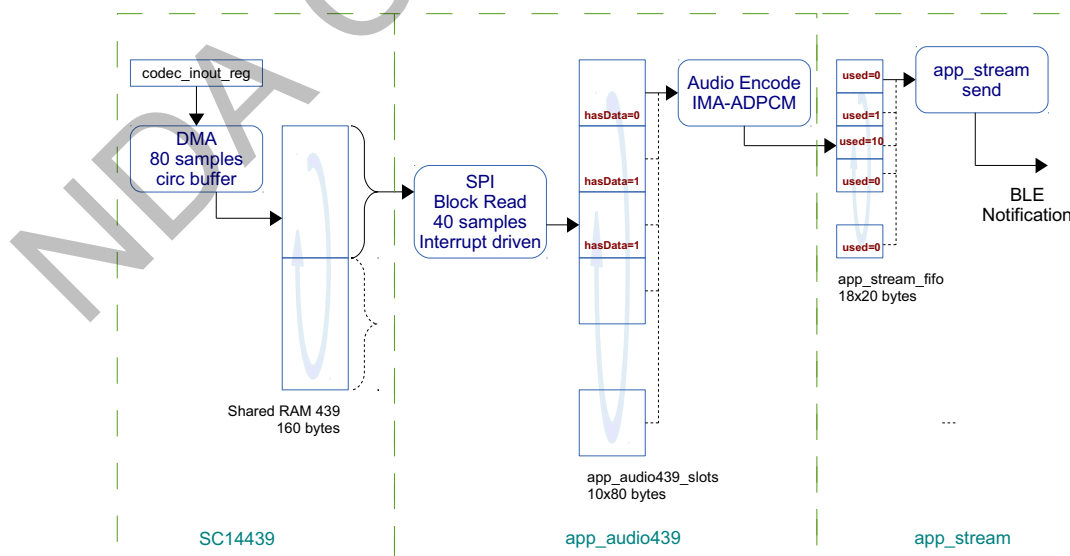 NDA
codec_inout_reg
DMA
80 samples
circ buffer
Shared RAM 439
160 bytes
SC14439
SPI
Block Read
40 samples
Interrupt driven
hasData=0
hasData=1
hasData=1
app_audio439_slots
10x80 bytes
Audio Encode
IMA-ADPCM
app_audio439
used=0
used=1
used=10
used=0
used=0
app_stream_fifo
18x20 bytes
app_stream
send
BLE
Notification
...
app_stream